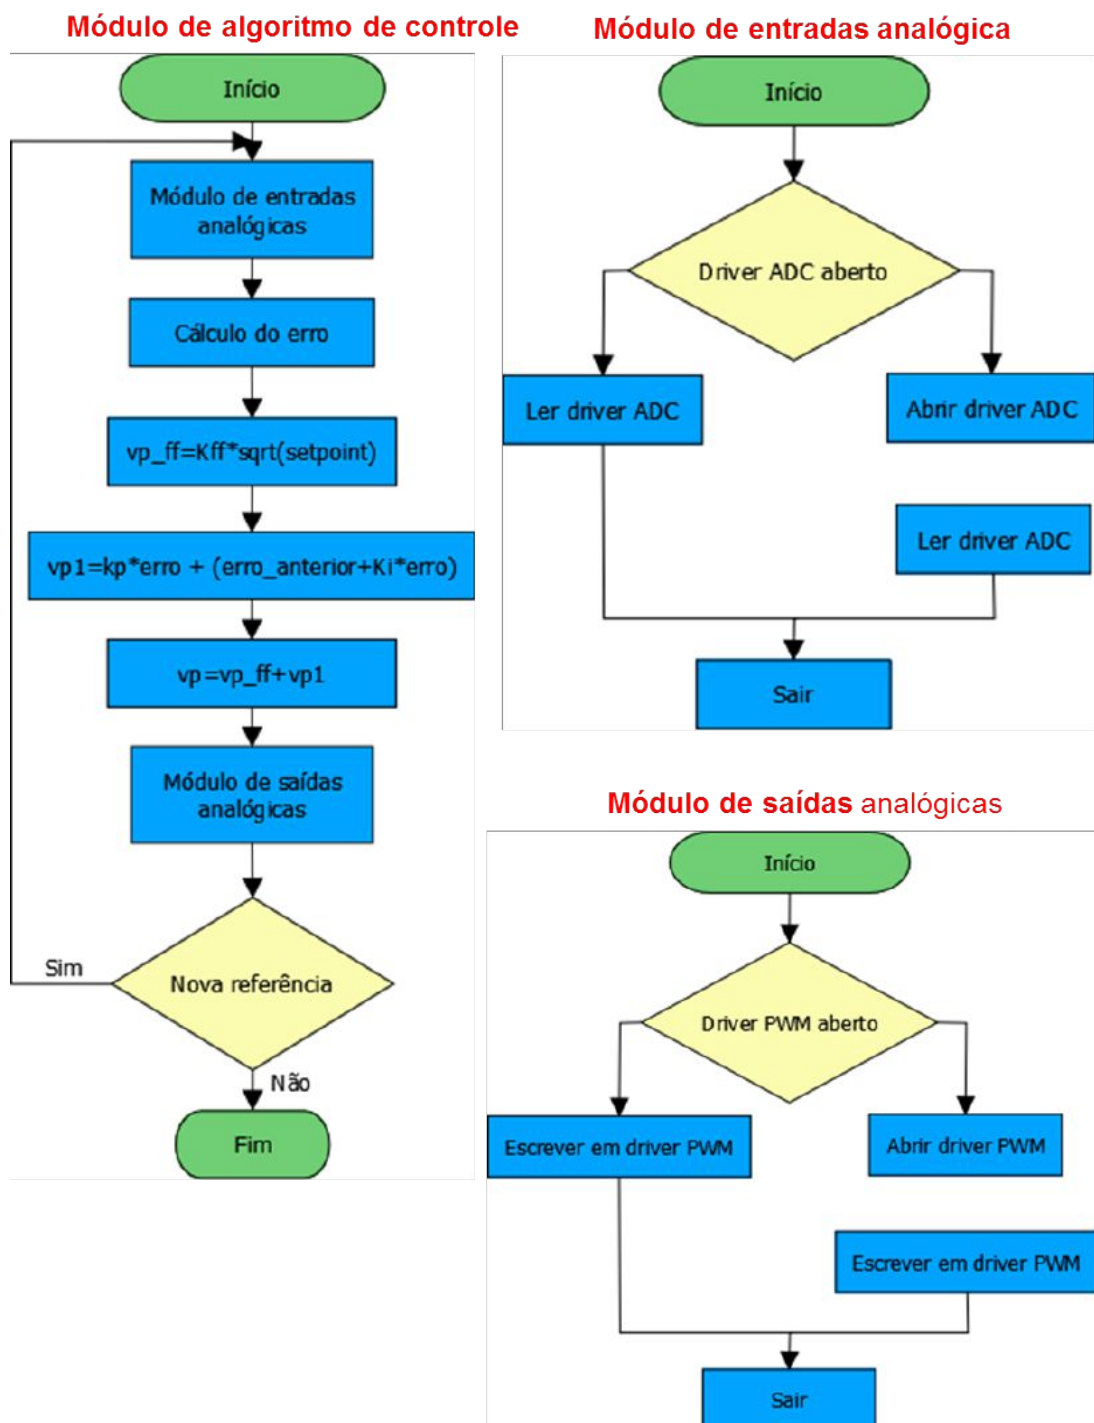 Módulo de algoritmo de controle
Início
Módulo de entradas
analógicas
Cálculo do erro
vp_ff=Kff*sqrt(setpoint)
vp1=kp*erro + (erro_anterior+Ki*erro)
vp=vp_ff+vp1
Módulo de saídas
analógicas
Sim
Nova referência
Não
Fim
Módulo de entradas analógica
Início
Driver ADC aberto
Ler driver ADC
Abrir driver ADC
Ler driver ADC
Sair
Módulo de saídas analógicas
Início
Driver PWM aberto
Escrever em driver PWM
Abrir driver PWM
Escrever em driver PWM
Sair